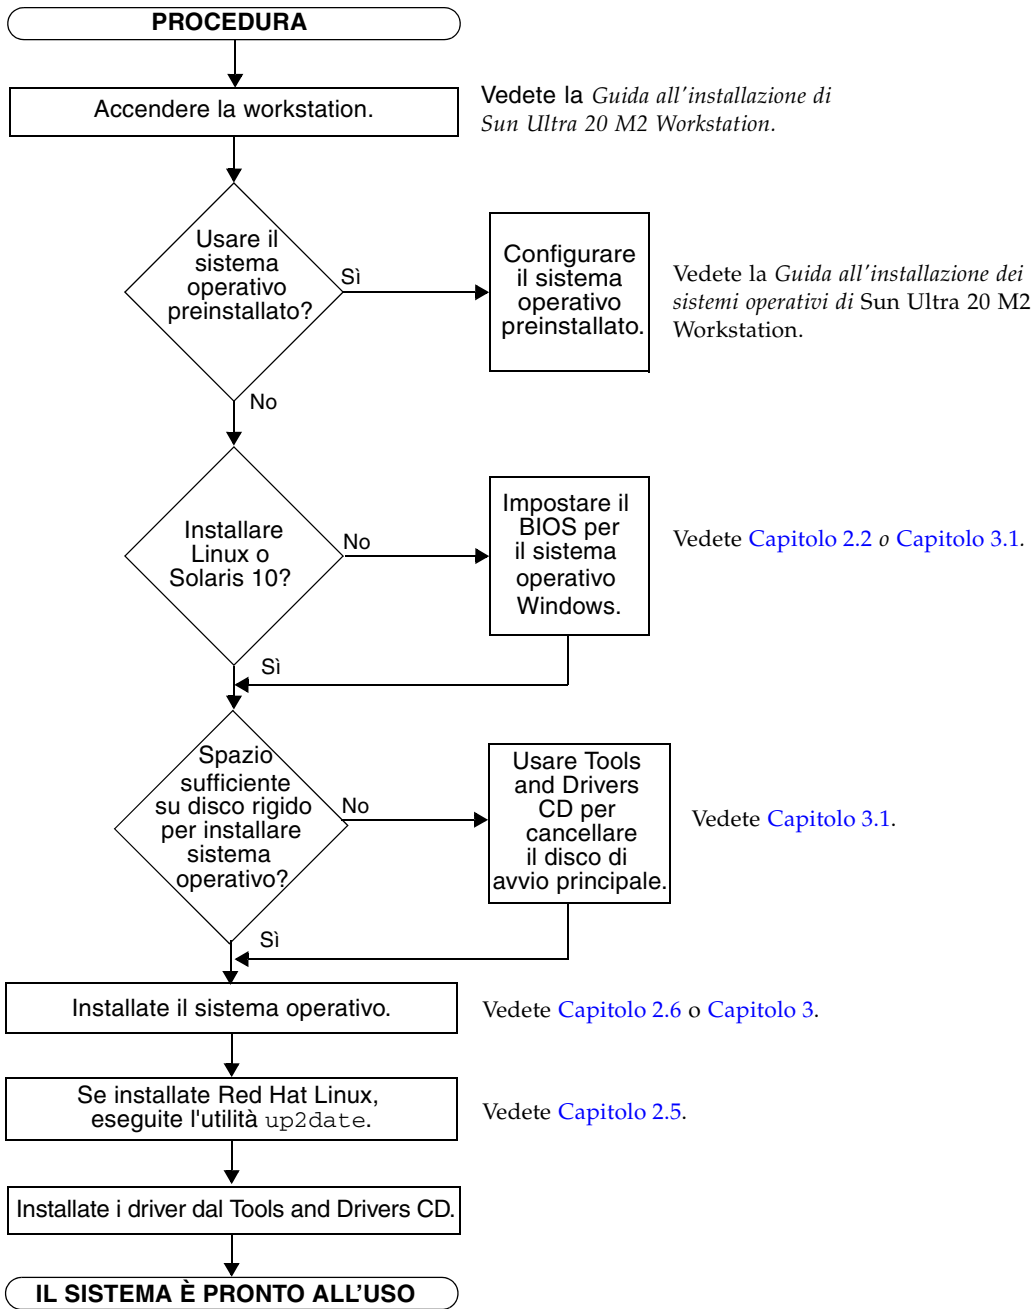 PROCEDURA
Accendere la workstation.
Vedete la Guida all'installazione di
Sun Ultra 20 M2 Workstation.
Usare il
sistema
operativo
preinstallato?
Sì
Configurare
il sistema
operativo
preinstallato.
Vedete la Guida all'installazione dei
sistemi operativi di Sun Ultra 20 M2
Workstation.
No
Installare
Linux o
Solaris 10?
No
Impostare il
BIOS per
il sistema
operativo
Windows.
Vedete Capitolo 2.2 o Capitolo 3.1.
Sì
Spazio
sufficiente
su disco rigido
per installare
sistema
operativo?
No
Usare Tools
and Drivers
CD per
cancellare
il disco di
avvio principale.
Vedete Capitolo 3.1.
Sì
Installate il sistema operativo.
Vedete Capitolo 2.6 o Capitolo 3.
Se installate Red Hat Linux,
eseguite l'utilità up2date.
Vedete Capitolo 2.5.
Installate i driver dal Tools and Drivers CD.
IL SISTEMA È PRONTO ALL’USO